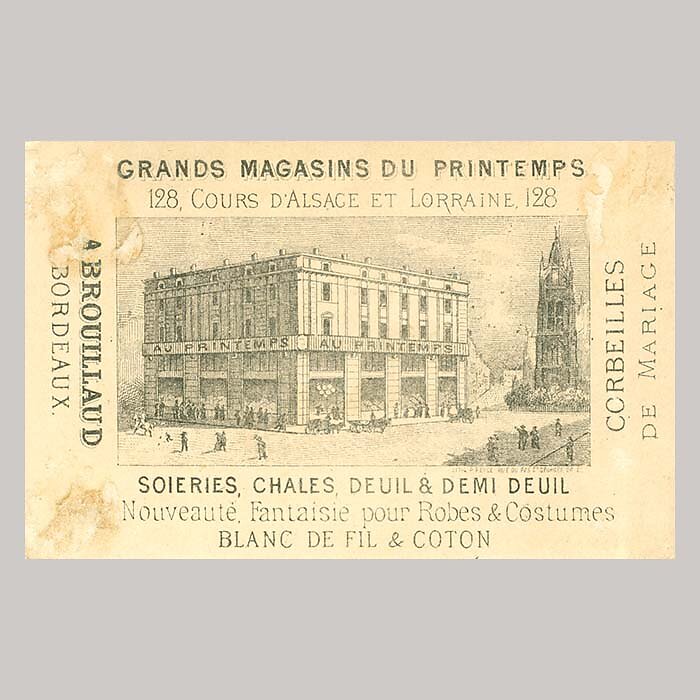 GRANDS MAGASINS DU PRINTEMPS
128, COURS D'ALSACE ET LORRAINE, 128
A BROUILLAUD
BORDEAUX.
AU PRINTEMPS AU PRINTEMPS
CORBEILLES
DE MARIAGE
SOIERIES, CHALES, DEUIL & DEMI DEUIL
Nouveauté, Fantaisie pour Robes & Costumes
BLANC DE FIL & COTON